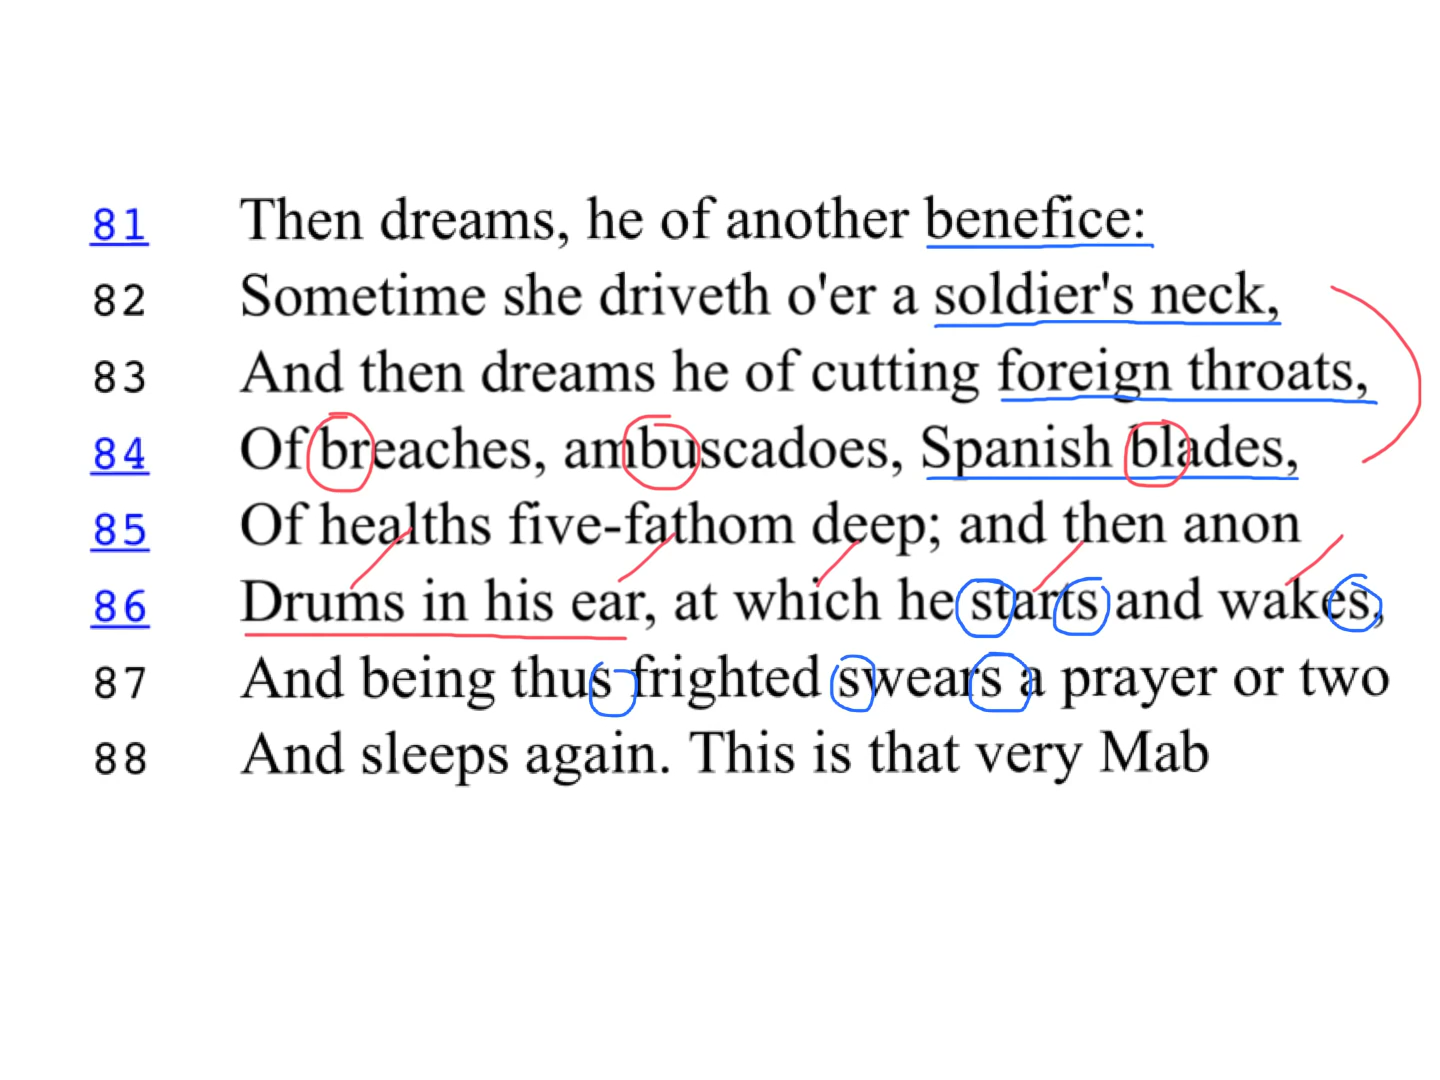 81 Then dreams, he of another benefice:
82 Sometime she driveth o'er a soldier's neck,
83 And then dreams he of cutting foreign throats,
84 Of breaches, ambuscadoes, Spanish blades,
85 Of healths five-fathom deep; and then anon
86 Drums in his ear, at which he starts and wakes,
87 And being thus frighted swears a prayer or two
88 And sleeps again. This is that very Mab